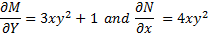 ∂M/∂Y = 3xy² + 1 and ∂N/∂x = 4xy²